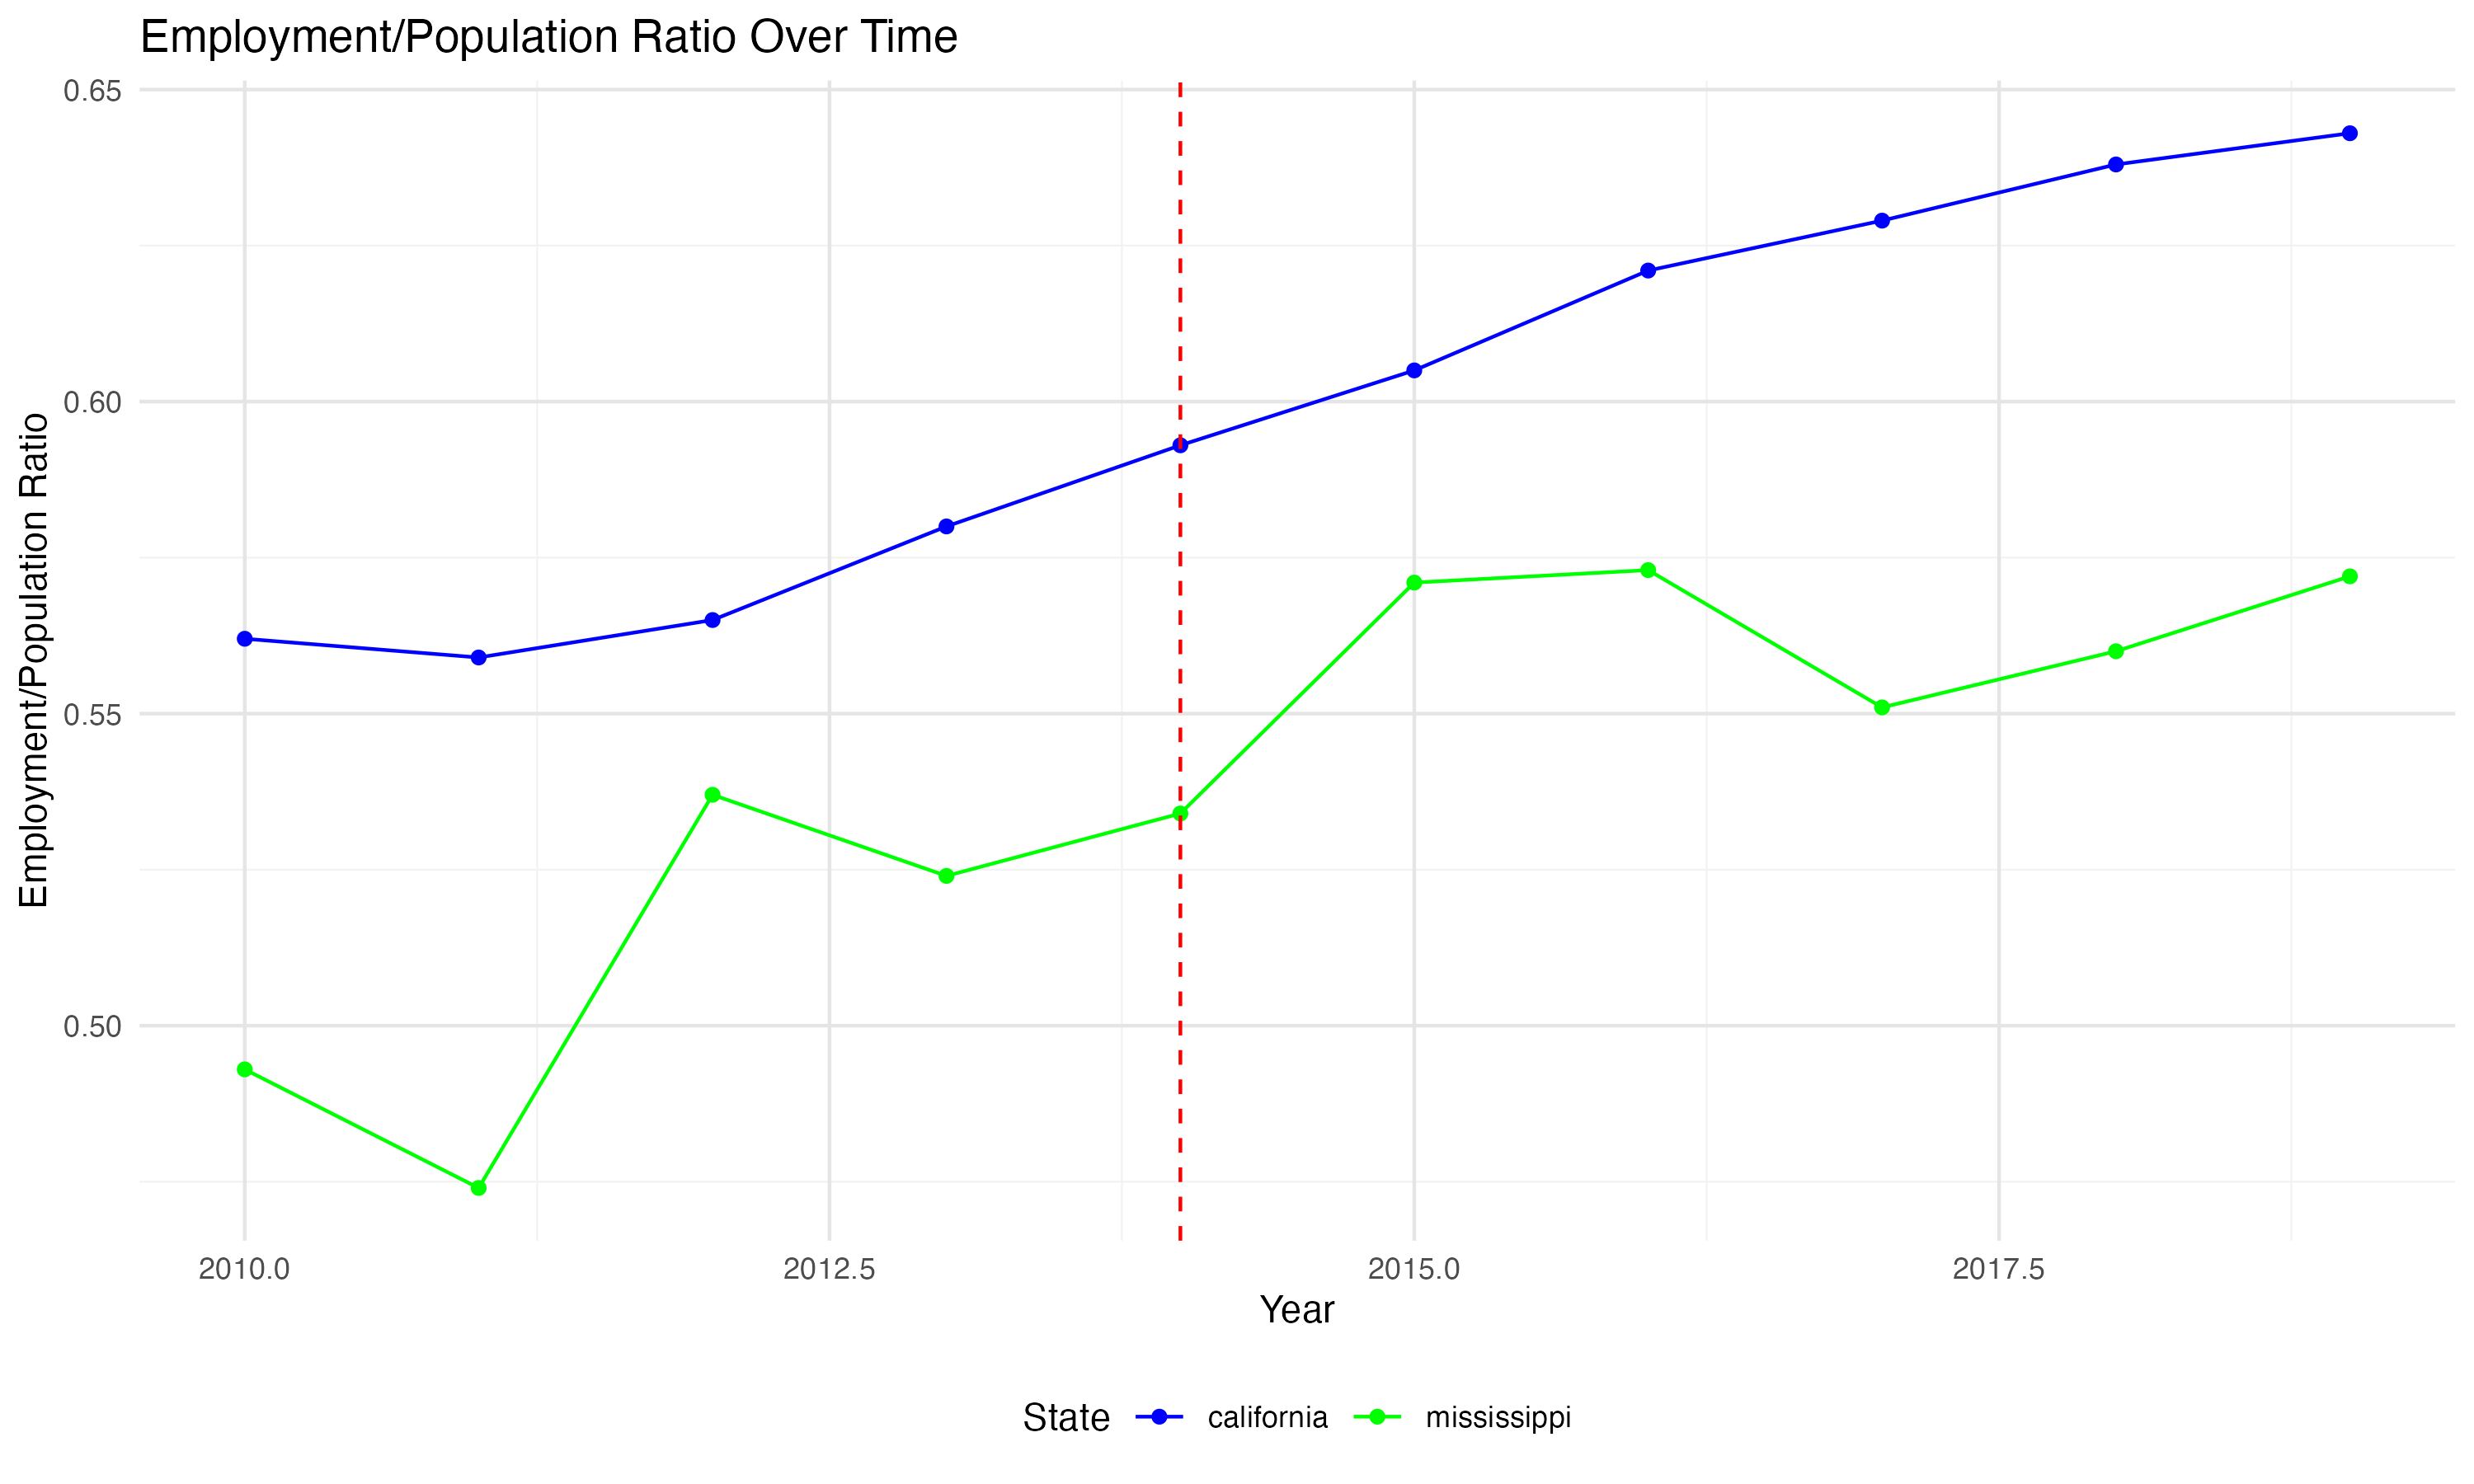 Employment/Population Ratio Over Time
0.65
0.60
0.55
0.50
Employment/Population Ratio
2010.0 2012.5 2015.0 2017.5
Year
State california mississippi